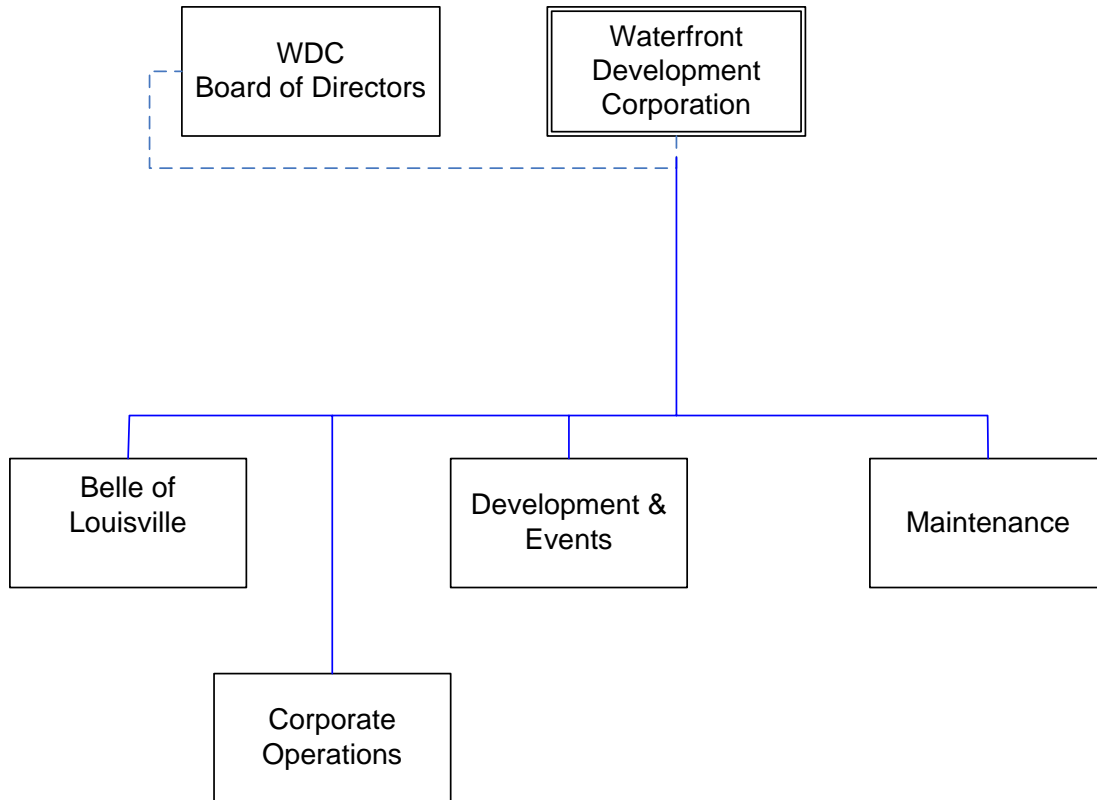 WDC
Board of Directors
Waterfront
Development
Corporation
Belle of
Louisville
Development &
Events
Maintenance
Corporate
Operations